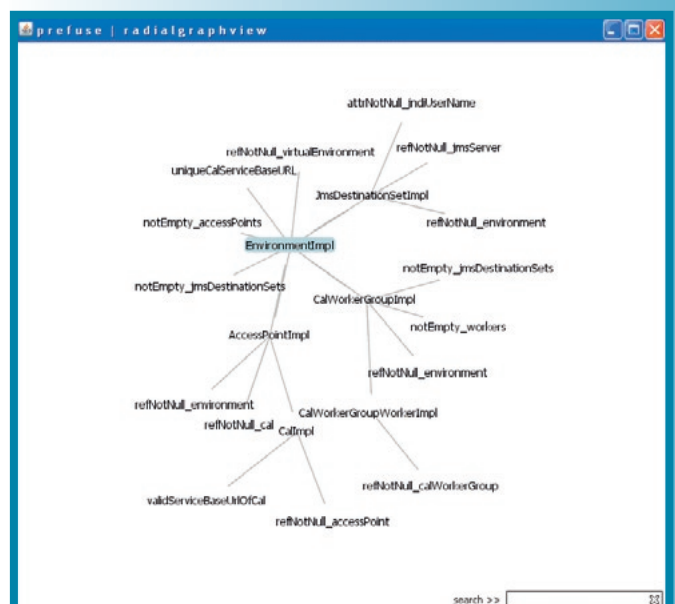 prefuse | radialgraphview
attrNotNull_jndiUserName
refNotNull_jmsServer
refNotNull_virtualEnvironment
uniqueCalServiceBaseURL
JmsDestinationSetImpl
notEmpty_accessPoints
refNotNull_environment
EnvironmentImpl
notEmpty_jmsDestinationSets
notEmpty_jmsDestinationSets
CalWorkerGroupImpl
notEmpty_workers
AccessPointImpl
refNotNull_environment
refNotNull_environment
CalWorkerGroupWorkerImpl
refNotNull_cal
CalImpl
refNotNull_calWorkerGroup
validServiceBaseUrlOfCal
refNotNull_accessPoint
search >>